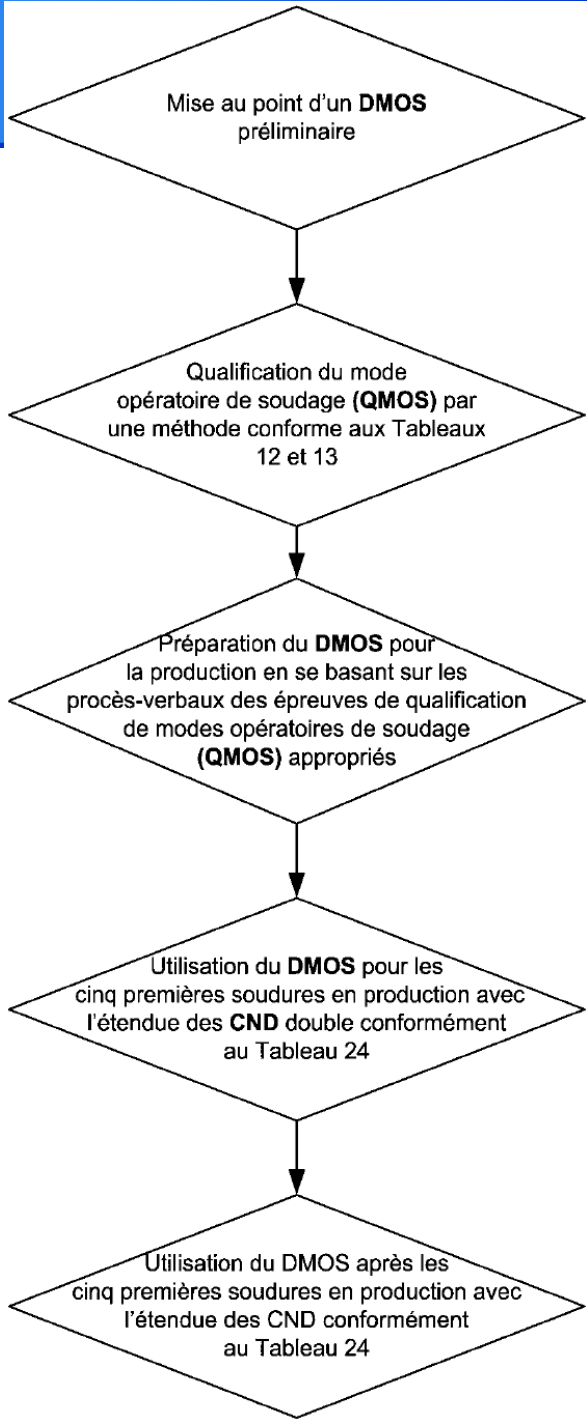 Mise au point d'un DMOS
préliminaire
Qualification du mode
opératoire de soudage (QMOS) par
une méthode conforme aux Tableaux
12 et 13
Préparation du DMOS pour
la production en se basant sur les
procès-verbaux des épreuves de qualification
de modes opératoires de soudage
(QMOS) appropriés
Utilisation du DMOS pour les
cinq premières soudures en production avec
l'étendue des CND double conformément
au Tableau 24
Utilisation du DMOS après les
cinq premières soudures en production avec
l'étendue des CND conformément
au Tableau 24